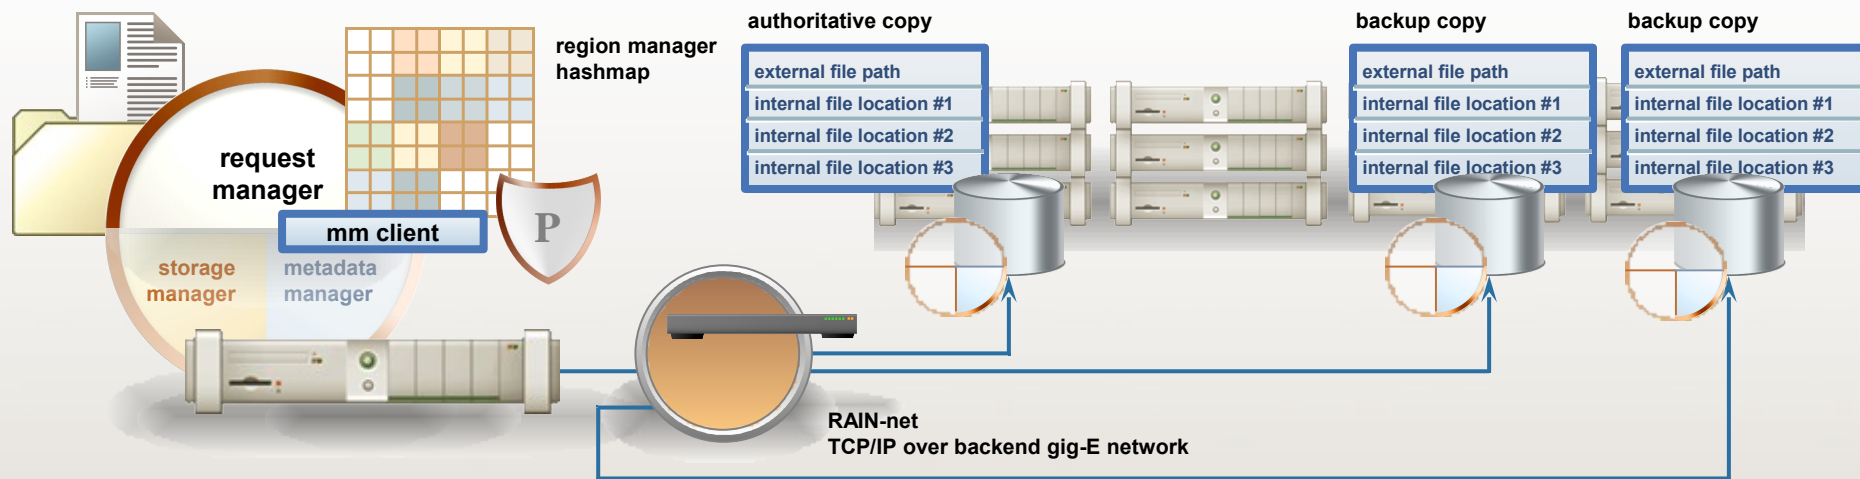 authoritative copy
backup copy
backup copy
region manager
hashmap
external file path
internal file location #1
internal file location #2
internal file location #3
external file path
internal file location #1
internal file location #2
internal file location #3
external file path
internal file location #1
internal file location #2
internal file location #3
request
manager
P
mm client
storage
manager
metadata
manager
RAIN-net
TCP/IP over backend gig-E network